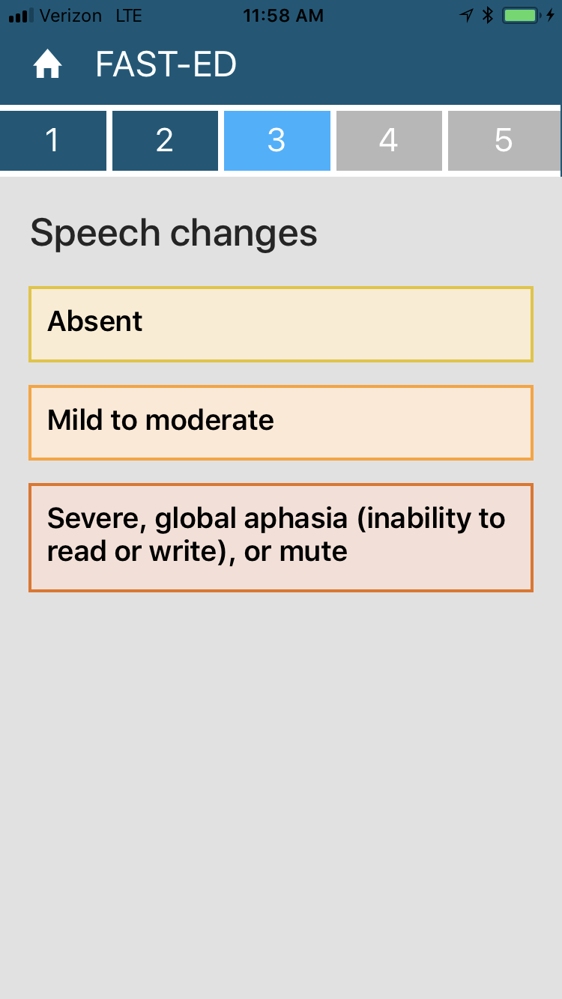 Verizon LTE 11:58 AM
FAST-ED
1 2 3 4 5
Speech changes
Absent
Mild to moderate
Severe, global aphasia (inability to
read or write), or mute